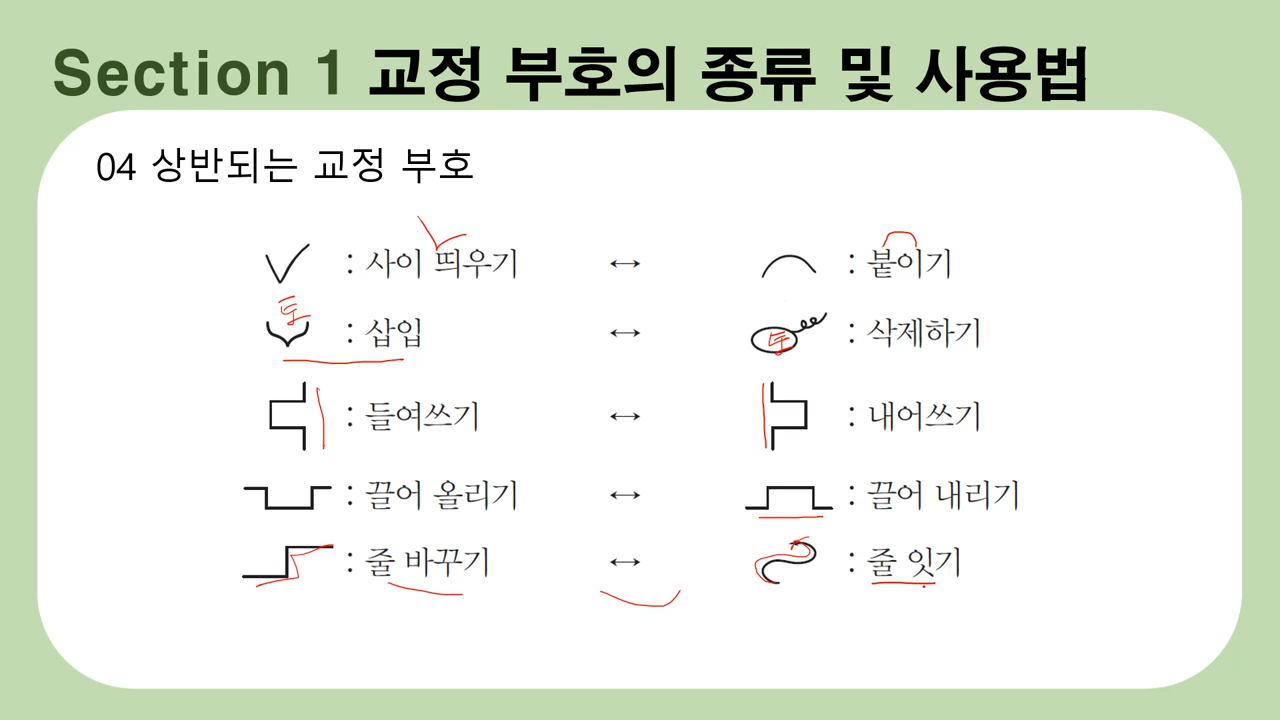 Section 1 교정 부호의 종류 및 사용법
04 상반되는 교정 부호
: 사이 띄우기 ↔ : 붙이기
토
: 삽입 ↔ 토 : 삭제하기
: 들여쓰기 ↔ : 내어쓰기
: 끌어 올리기 ↔ : 끌어 내리기
: 줄 바꾸기 ↔ : 줄 잇기